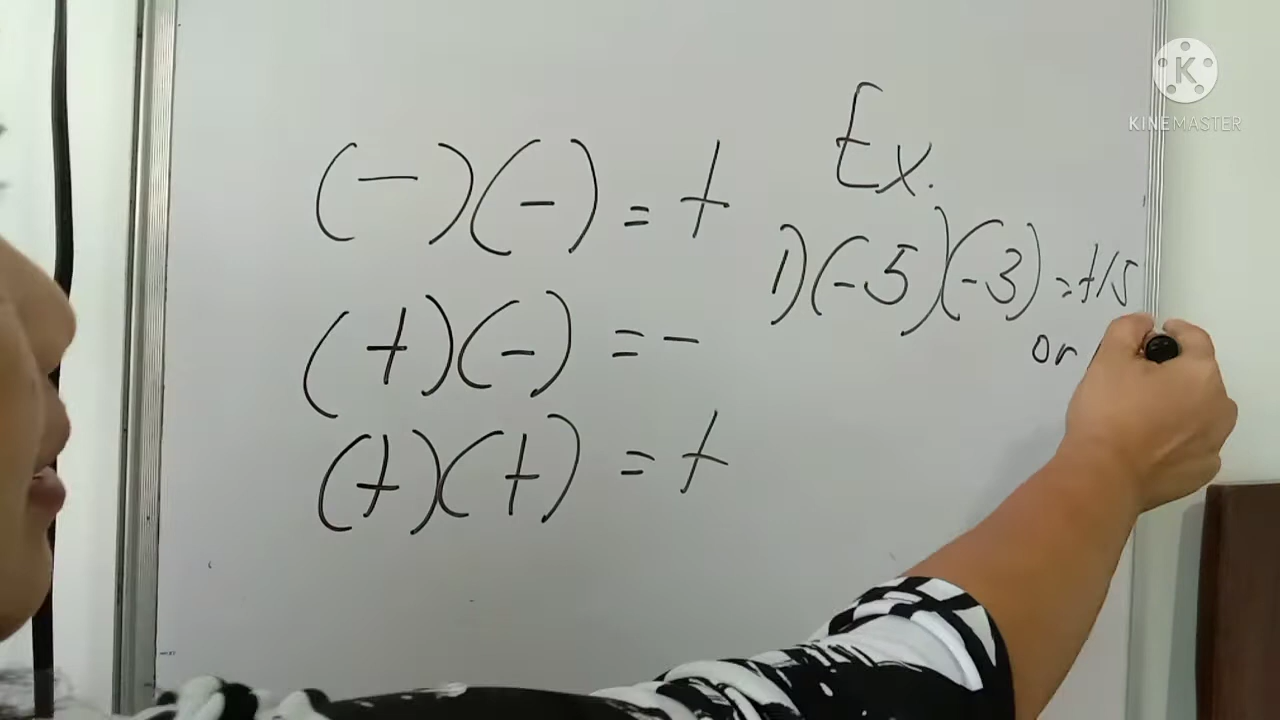 (-)(-) = +
(+)(-) = -
(+)(+) = +
Ex.
1) (-5)(-3) = +15
or
K
KINEMASTER